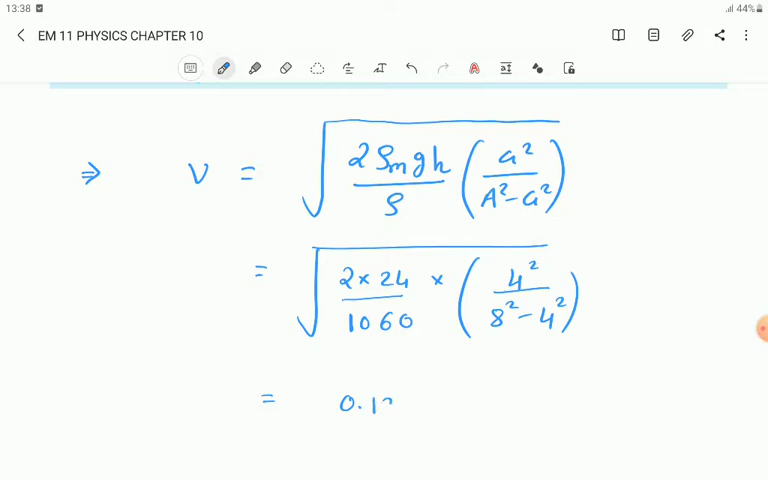 13:38 44%
EM 11 PHYSICS CHAPTER 10
⇒ v = √(2ρₘgh/ρ (a²/(A²-a²)))
= √(2×24/1060 × (4²/(8²-4²)))
= 0.1